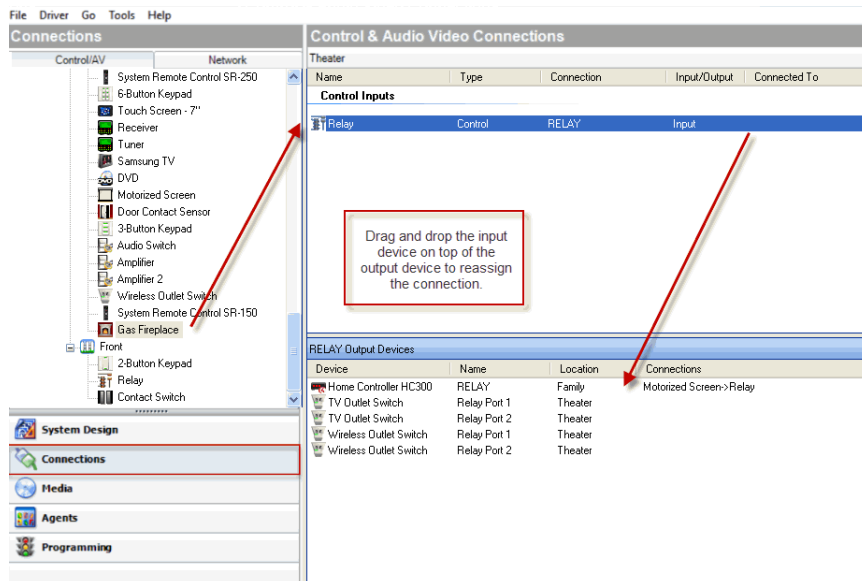 File Driver Go Tools Help
Connections
Control/AV Network
System Remote Control SR-250
6-Button Keypad
Touch Screen - 7"
Receiver
Tuner
Samsung TV
DVD
Motorized Screen
Door Contact Sensor
3-Button Keypad
Audio Switch
Amplifier
Amplifier 2
Wireless Outlet Switch
System Remote Control SR-150
Gas Fireplace
Front
2-Button Keypad
Relay
Contact Switch
System Design
Connections
Media
Agents
Programming
Control & Audio Video Connections
Theater
Name Type Connection Input/Output Connected To
Control Inputs
Relay Control RELAY Input
Drag and drop the input
device on top of the
output device to reassign
the connection.
RELAY Output Devices
Device Name Location Connections
Home Controller HC300 RELAY Family Motorized Screen->Relay
TV Outlet Switch Relay Port 1 Theater
TV Outlet Switch Relay Port 2 Theater
Wireless Outlet Switch Relay Port 1 Theater
Wireless Outlet Switch Relay Port 2 Theater